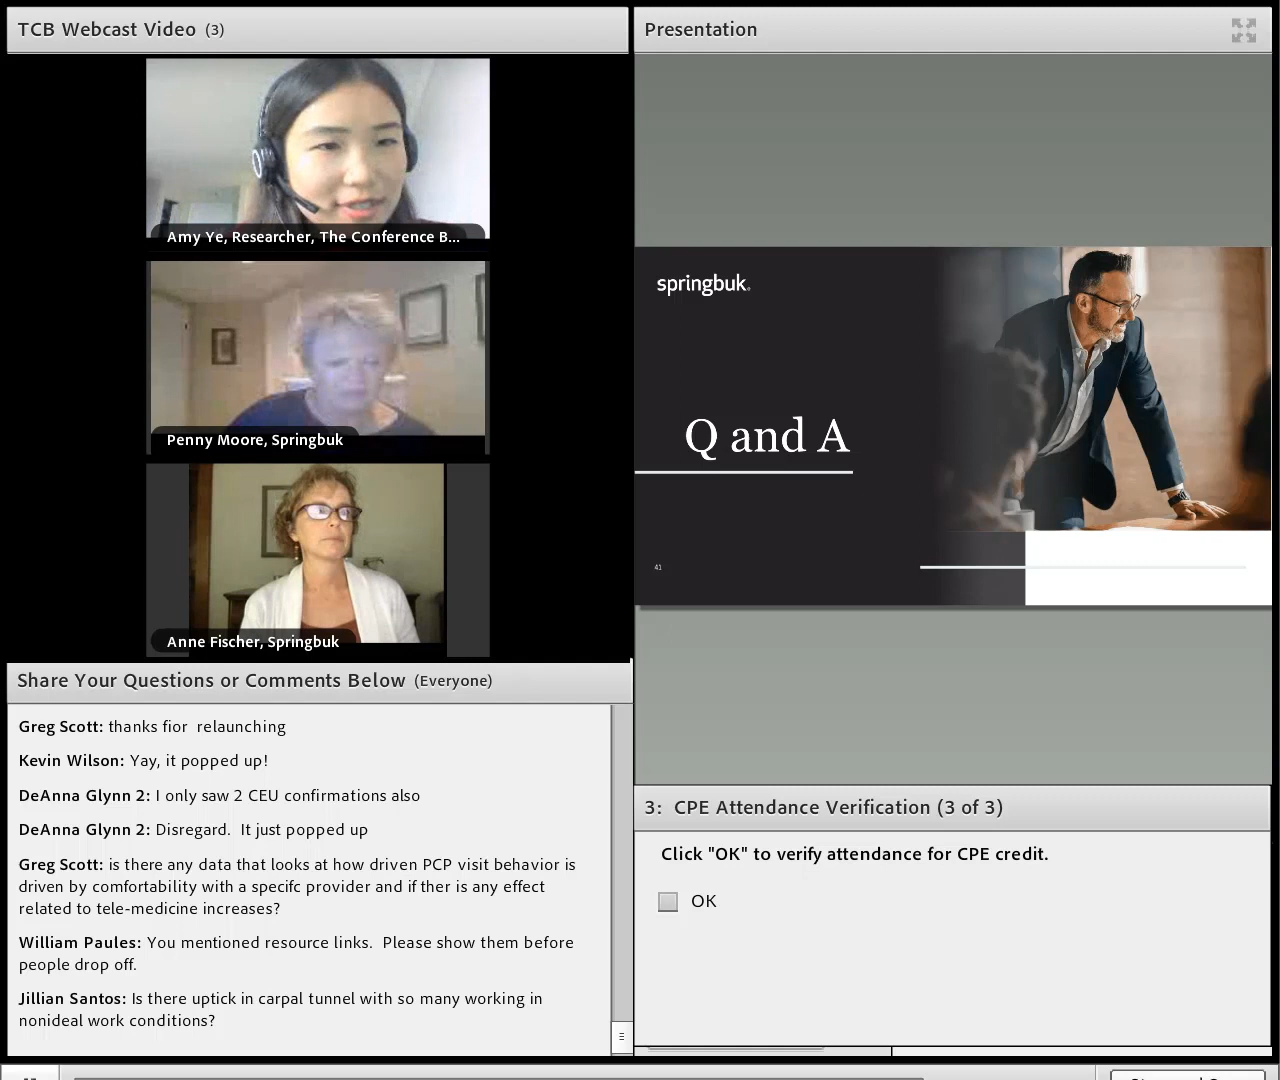 TCB Webcast Video (3)
Amy Ye, Researcher, The Conference B...
Penny Moore, Springbuk
Anne Fischer, Springbuk
Share Your Questions or Comments Below (Everyone)
Greg Scott: thanks fior  relaunching
Kevin Wilson: Yay, it popped up!
DeAnna Glynn 2: I only saw 2 CEU confirmations also
DeAnna Glynn 2: Disregard.  It just popped up
Greg Scott: is there any data that looks at how driven PCP visit behavior is
driven by comfortability with a specifc provider and if ther is any effect
related to tele-medicine increases?
William Paules: You mentioned resource links.  Please show them before
people drop off.
Jillian Santos: Is there uptick in carpal tunnel with so many working in
nonideal work conditions?
Presentation
springbuk.
Q and A
41
3:  CPE Attendance Verification (3 of 3)
Click "OK" to verify attendance for CPE credit.
OK